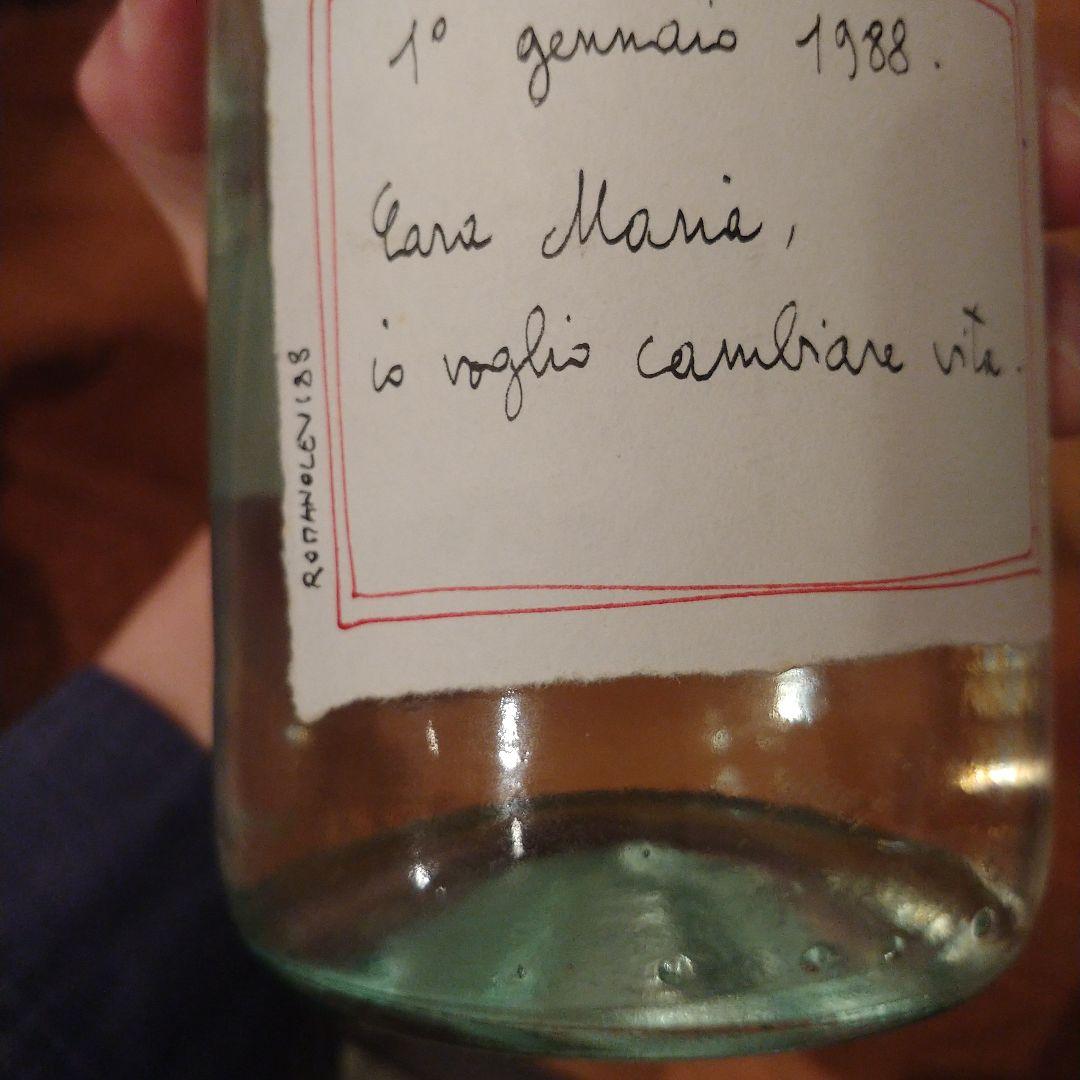 1° gennaio 1988.
Cara Maria,
io voglio cambiare vita.
ROMANOLEVI88